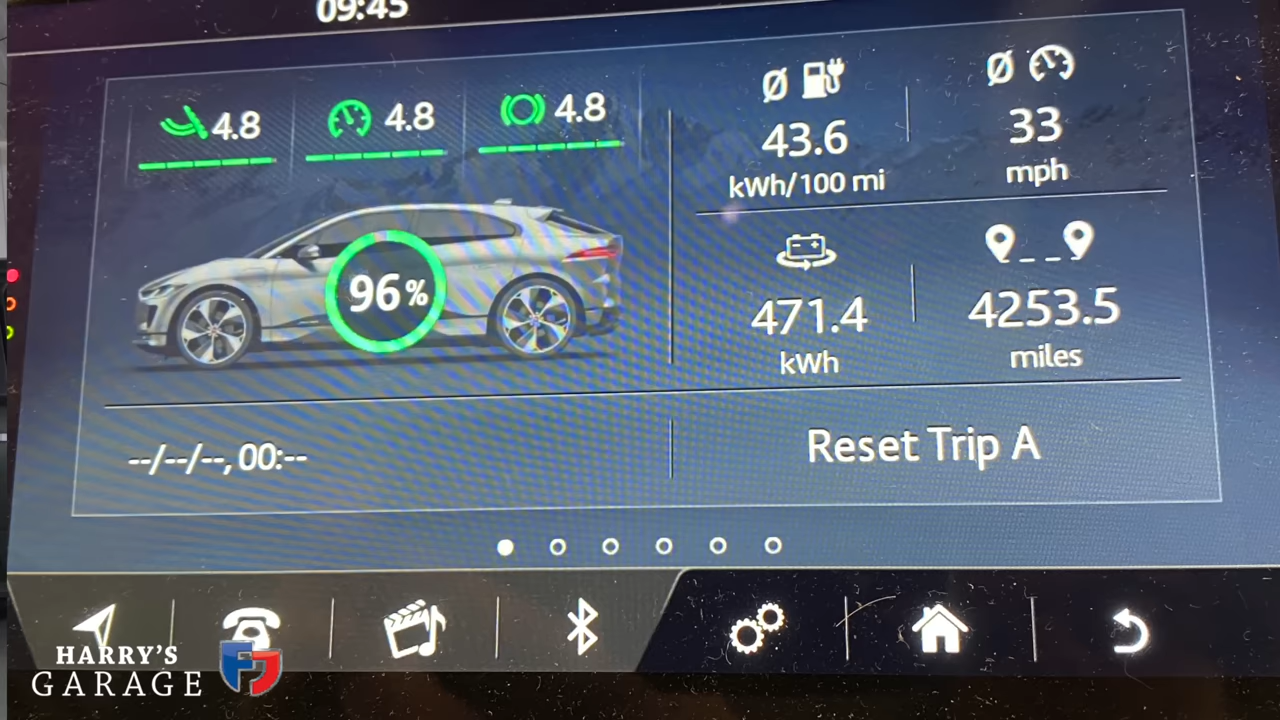 09:45
4.8
4.8
4.8
96%
Ø
43.6
kWh/100 mi
Ø
33
mph
471.4
kWh
4253.5
miles
--/--/--, 00:--
Reset Trip A
HARRY'S
GARAGE